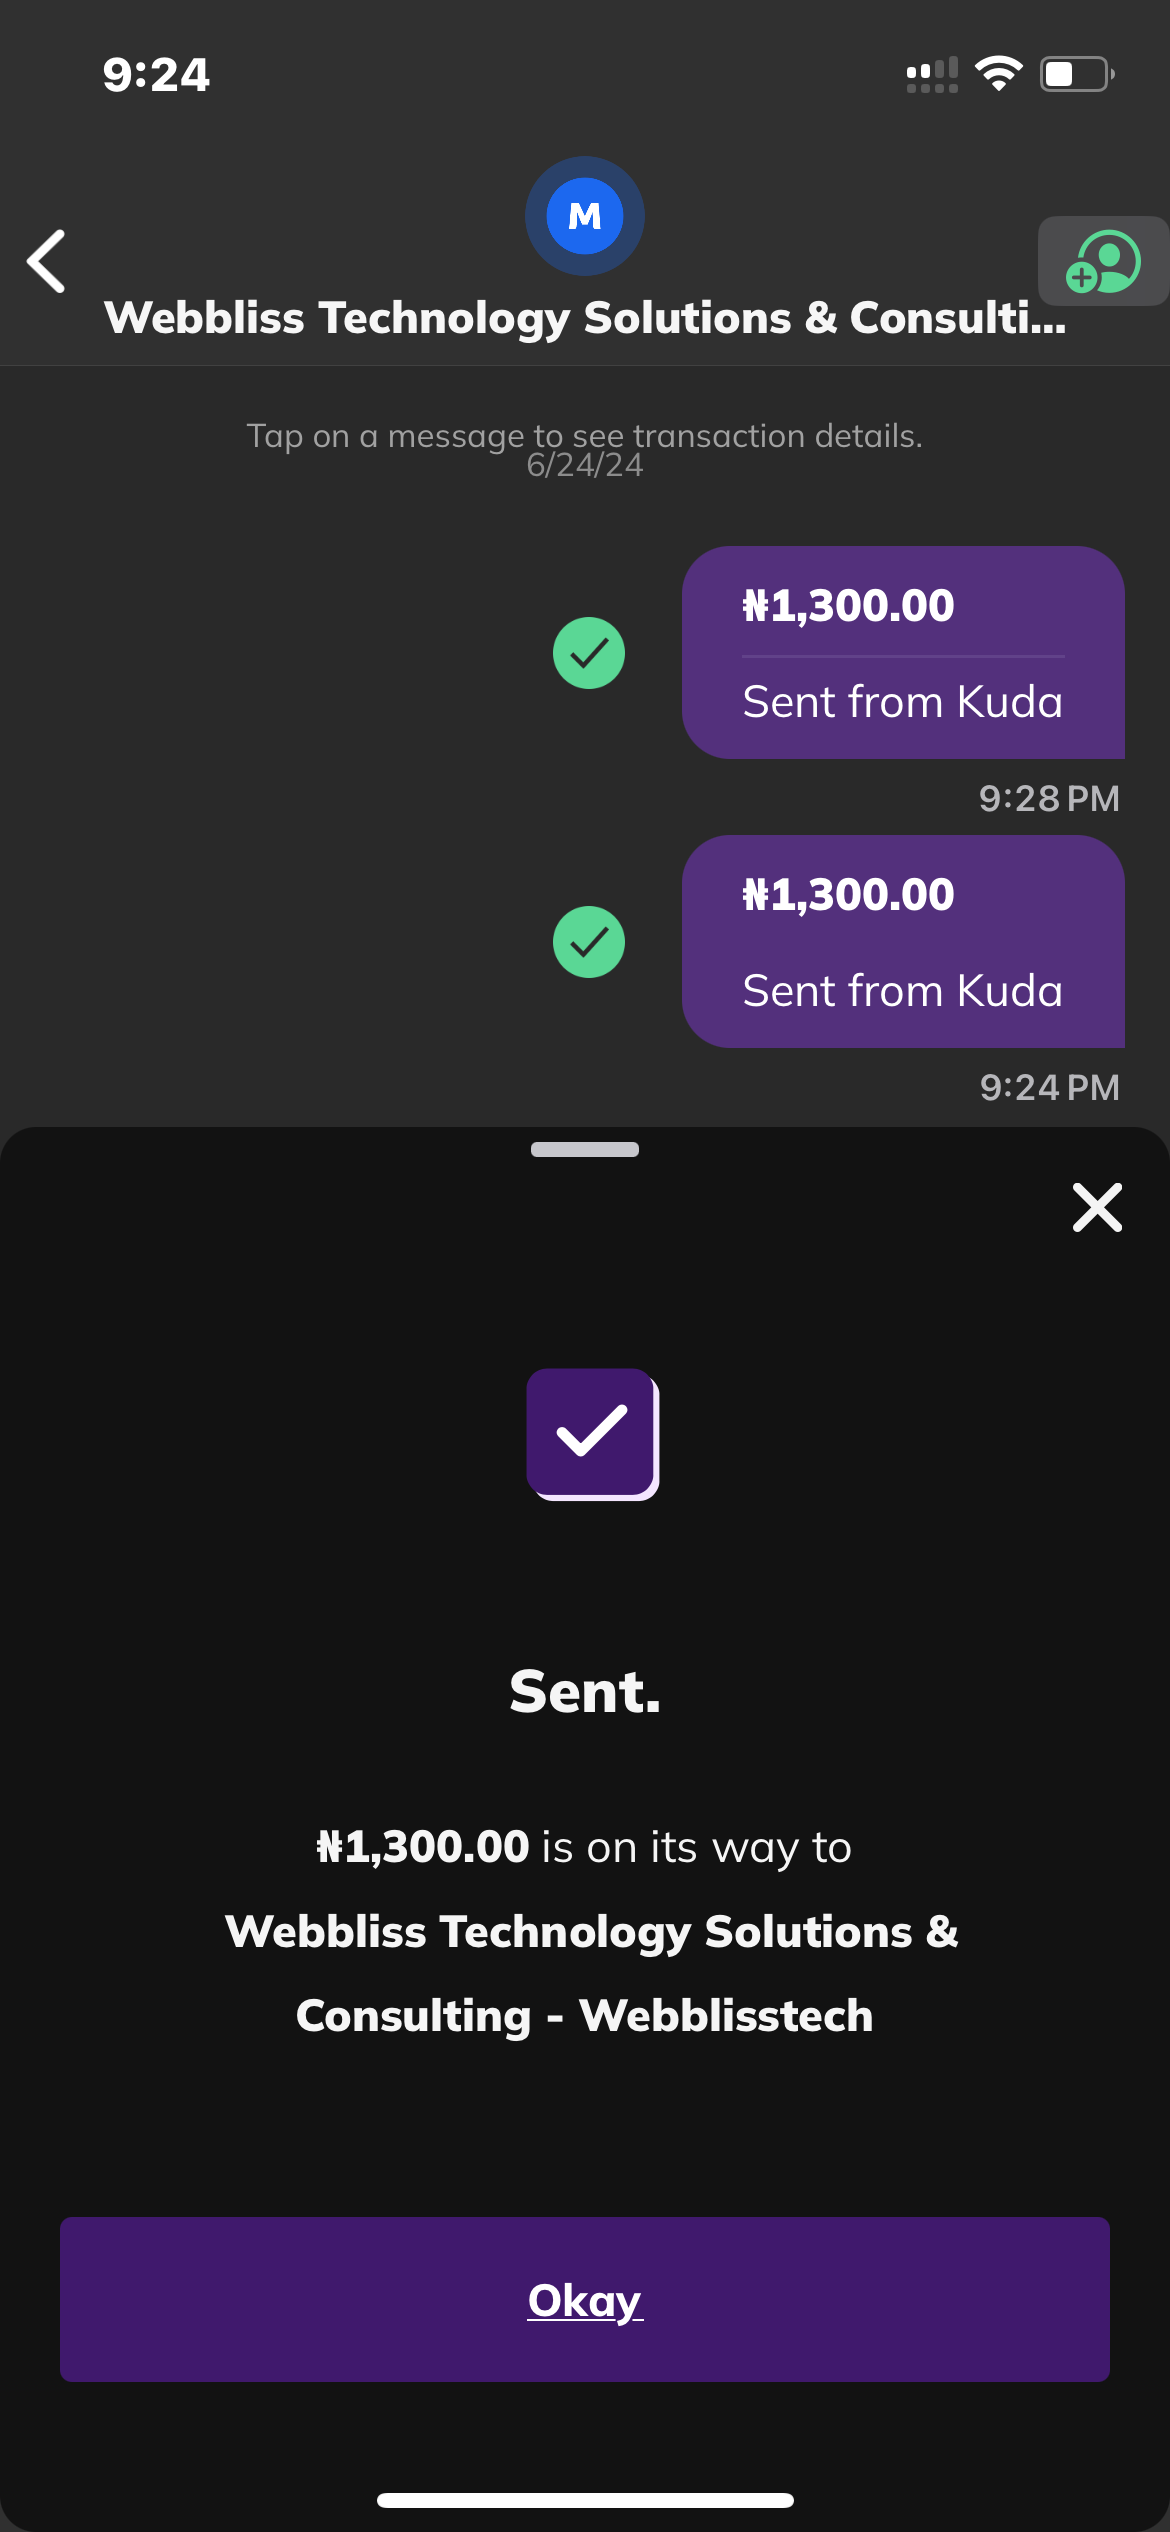 9:24
M
Webbliss Technology Solutions & Consulti...
Tap on a message to see transaction details.
6/24/24
₦1,300.00
Sent from Kuda
9:28 PM
₦1,300.00
Sent from Kuda
9:24 PM
Sent.
₦1,300.00 is on its way to
Webbliss Technology Solutions &
Consulting - Webblisstech
Okay